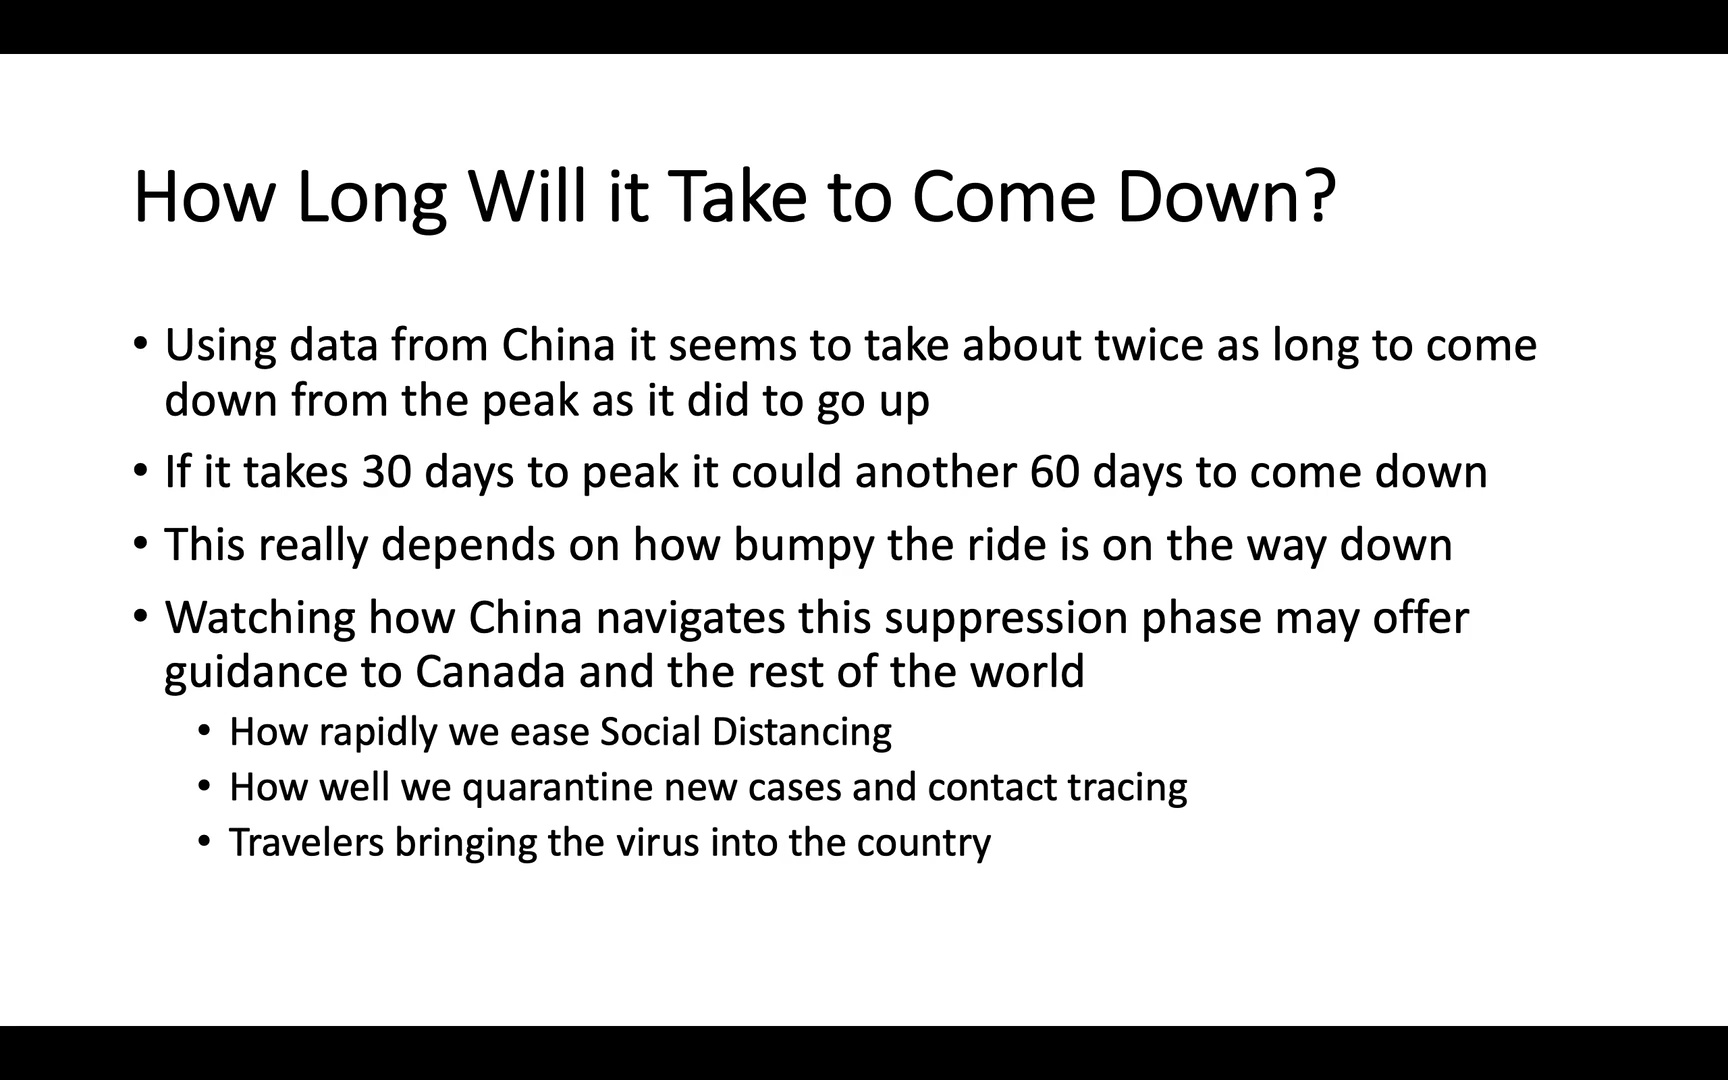 How Long Will it Take to Come Down?
• Using data from China it seems to take about twice as long to come
down from the peak as it did to go up
• If it takes 30 days to peak it could another 60 days to come down
• This really depends on how bumpy the ride is on the way down
• Watching how China navigates this suppression phase may offer
guidance to Canada and the rest of the world
• How rapidly we ease Social Distancing
• How well we quarantine new cases and contact tracing
• Travelers bringing the virus into the country